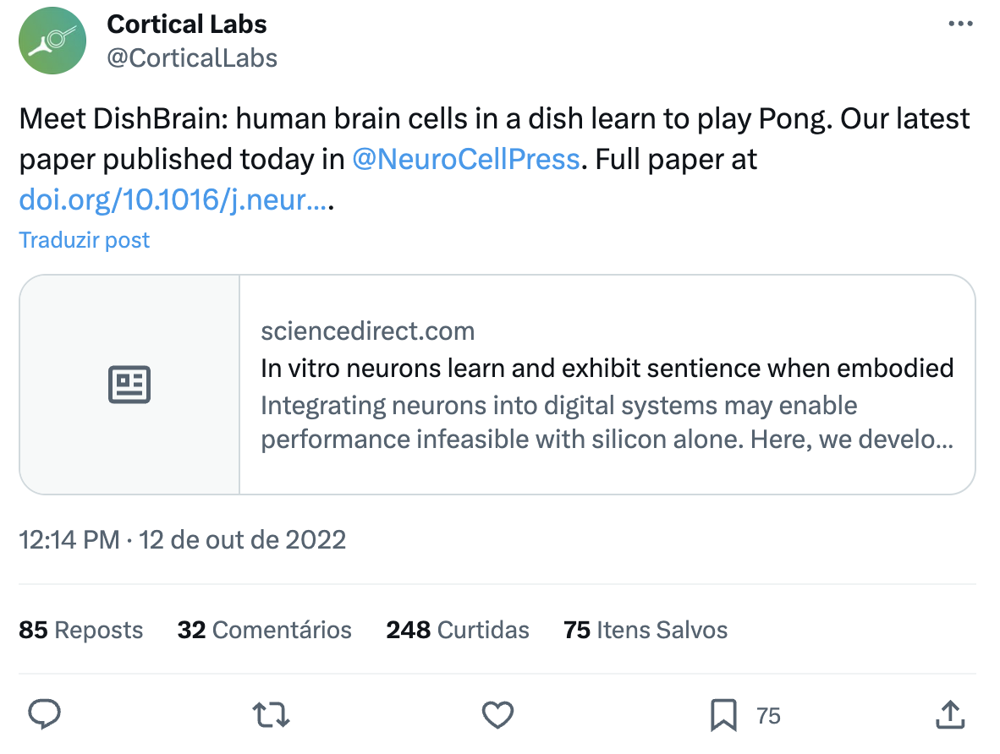 Cortical Labs
@CorticalLabs
Meet DishBrain: human brain cells in a dish learn to play Pong. Our latest
paper published today in @NeuroCellPress. Full paper at
doi.org/10.1016/j.neur….
Traduzir post
sciencedirect.com
In vitro neurons learn and exhibit sentience when embodied
Integrating neurons into digital systems may enable
performance infeasible with silicon alone. Here, we develo...
12:14 PM · 12 de out de 2022
85 Reposts 32 Comentários 248 Curtidas 75 Itens Salvos
75